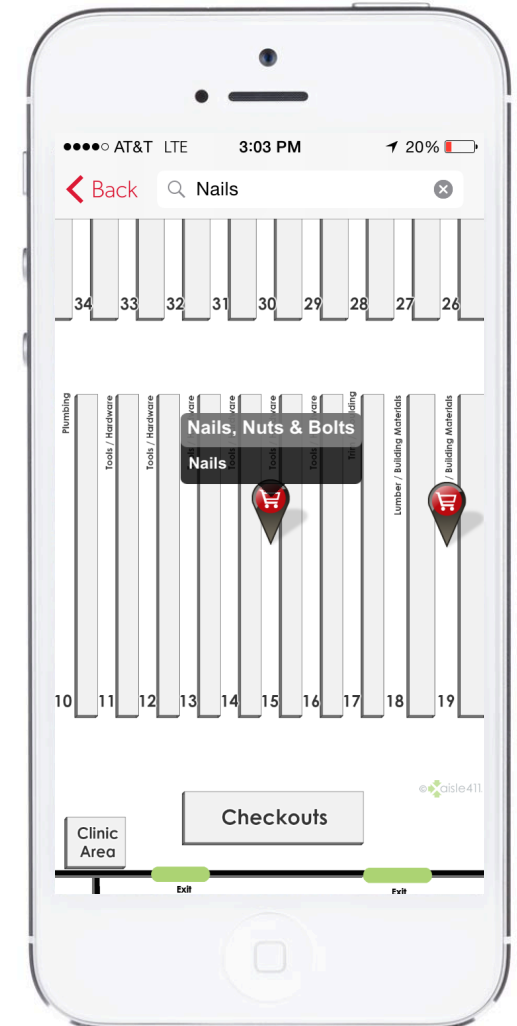 AT&T LTE 3:03 PM 20%
Back Nails
34 33 32 31 30 29 28 27 26
Plumbing
Tools / Hardware
Tools / Hardware
Nails, Nuts & Bolts
Nails
Lumber / Building Materials
/ Building Materials
10 11 12 13 14 15 16 17 18 19
©aisle411
Checkouts
Clinic
Area
Exit
Exit